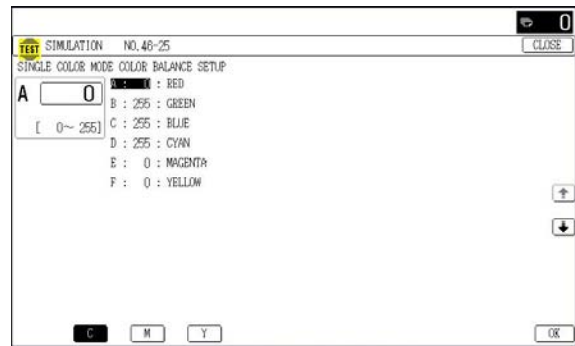 0
TEST SIMULATION NO. 46-25 CLOSE
SINGLE COLOR MODE COLOR BALANCE SETUP
A 0
[ 0~ 255]
A : 0 : RED
B : 255 : GREEN
C : 255 : BLUE
D : 255 : CYAN
E : 0 : MAGENTA
F : 0 : YELLOW
C M Y OK